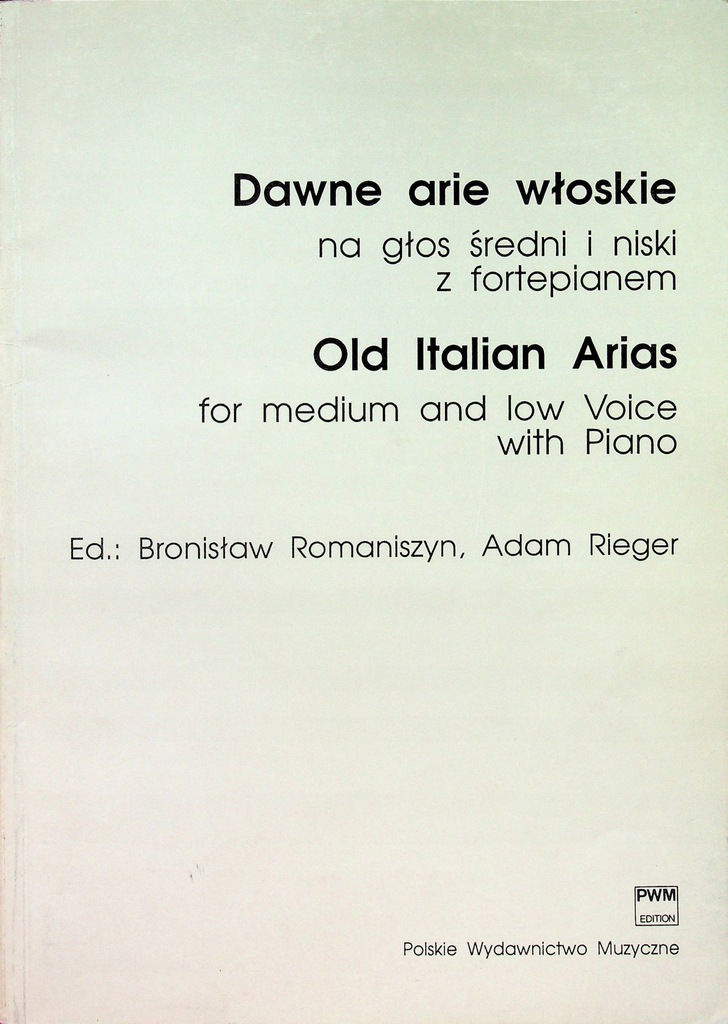 Dawne arie włoskie
na głos średni i niski
z fortepianem
Old Italian Arias
for medium and low Voice
with Piano
Ed.: Bronisław Romaniszyn, Adam Rieger
PWM
EDITION
Polskie Wydawnictwo Muzyczne